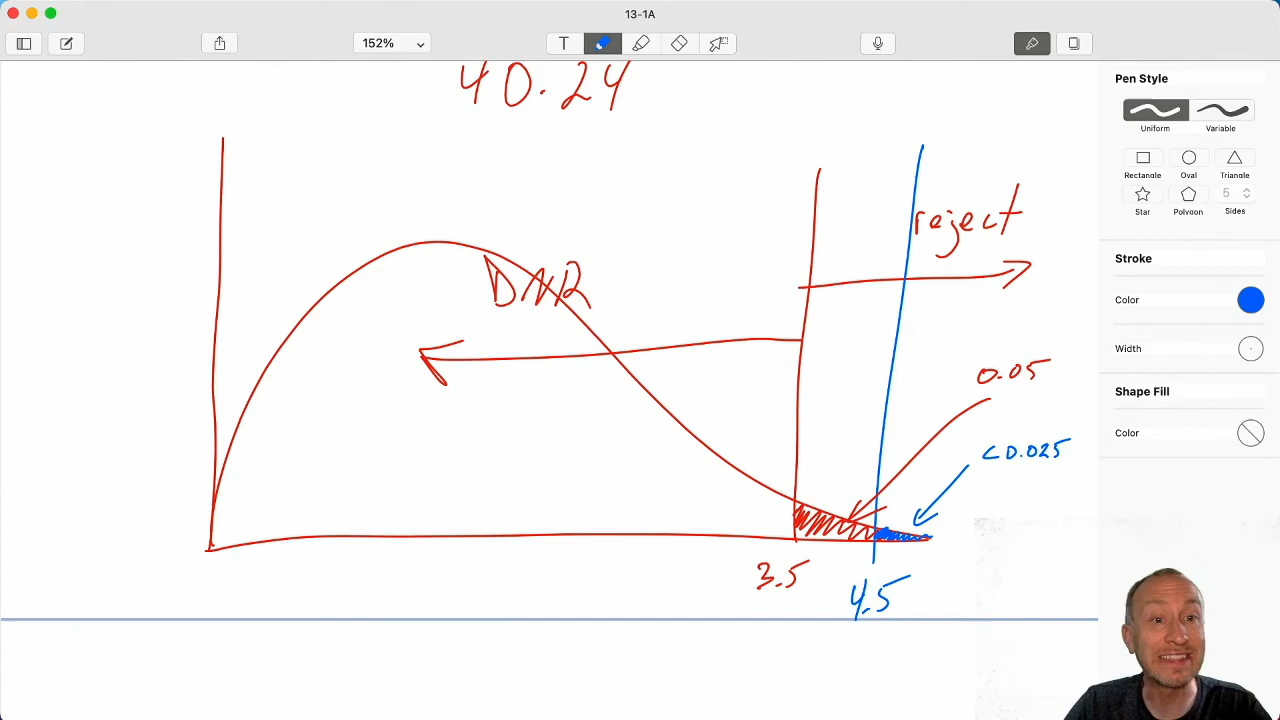 13-1A
152%
T
Pen Style
Uniform
Variable
Rectangle
Oval
Triangle
Star
Polygon
5
Sides
Stroke
Color
Width
Shape Fill
Color
40.24
reject
DNR
0.05
<0.025
3.5
4.5